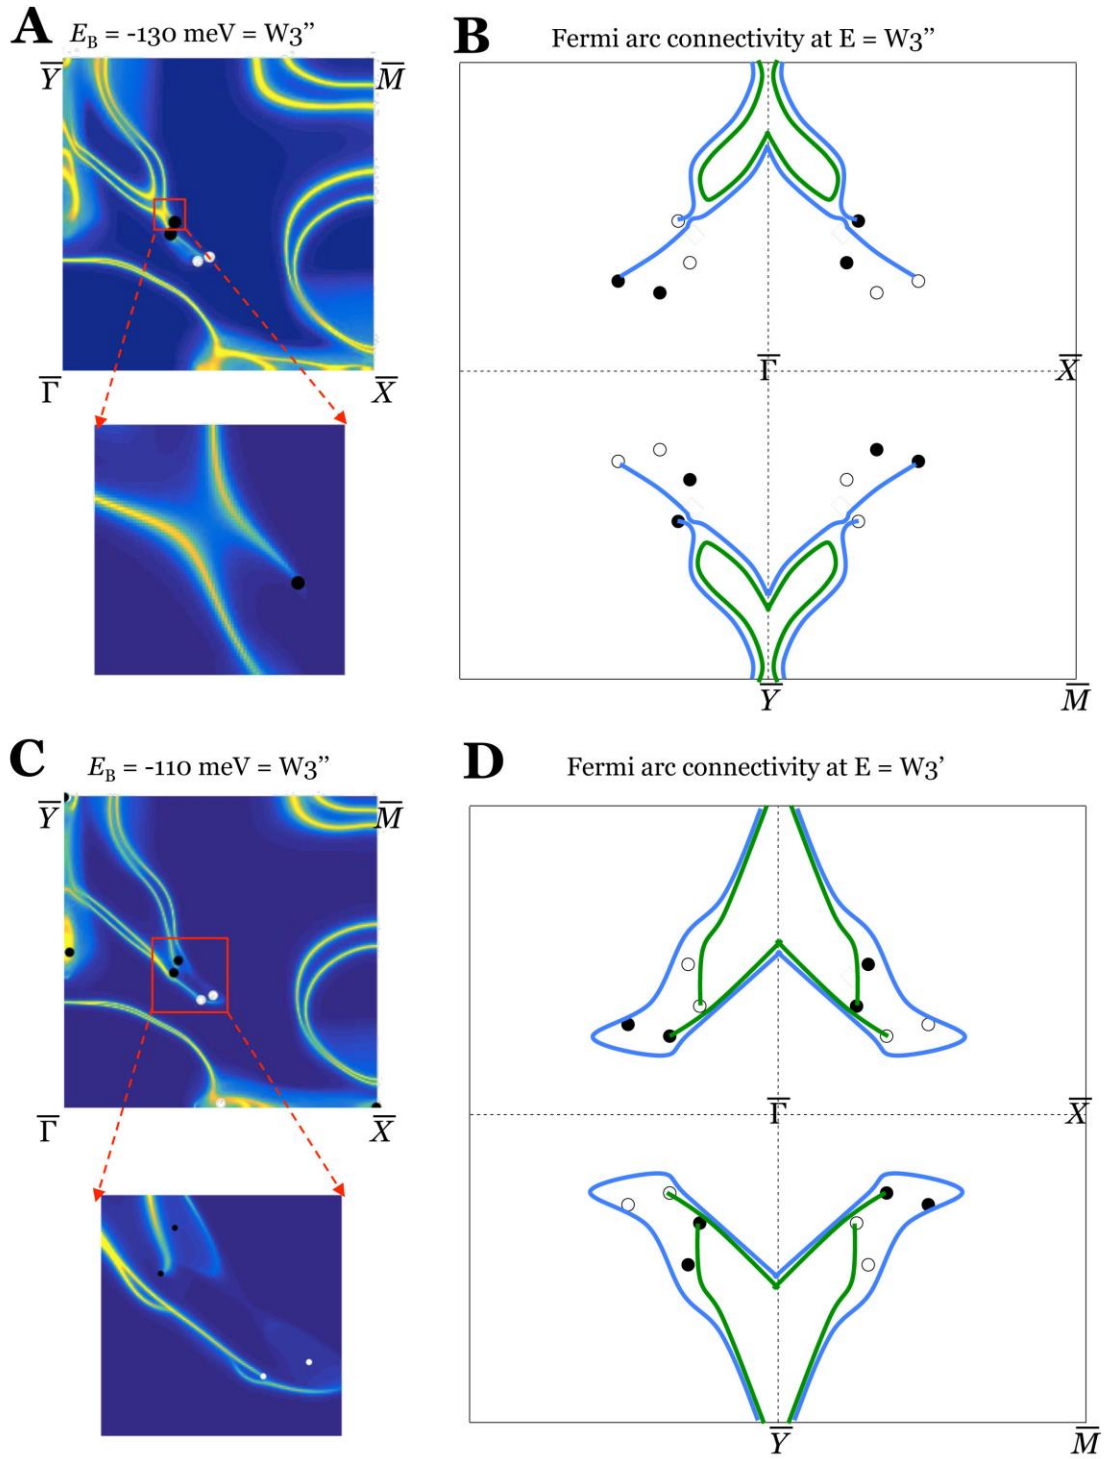 A E_B = -130 meV = W3’’
Y̅ M̅
Γ̅ X̅
B Fermi arc connectivity at E = W3’’
Γ̅ X̅
Y̅ M̅
C E_B = -110 meV = W3’’
Y̅ M̅
Γ̅ X̅
D Fermi arc connectivity at E = W3’
Γ̅ X̅
Y̅ M̅